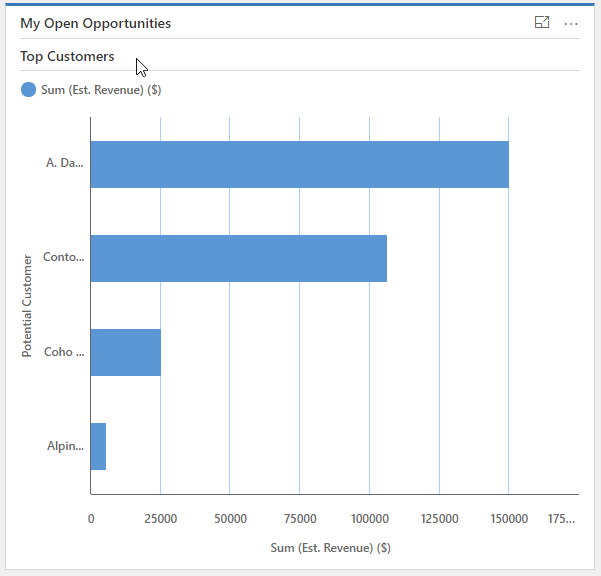 My Open Opportunities
Top Customers
Sum (Est. Revenue) ($)
Potential Customer
A. Da...
Conto...
Coho ...
Alpin...
0 25000 50000 75000 100000 125000 150000 175...
Sum (Est. Revenue) ($)